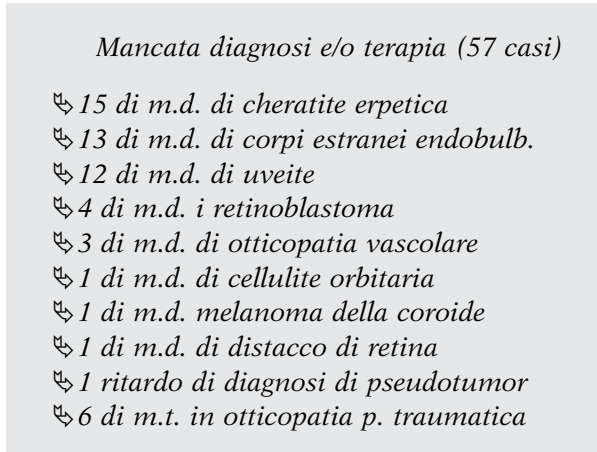 Mancata diagnosi e/o terapia (57 casi)
⮱15 di m.d. di cheratite erpetica
⮱13 di m.d. di corpi estranei endobulb.
⮱12 di m.d. di uveite
⮱4 di m.d. i retinoblastoma
⮱3 di m.d. di otticopatia vascolare
⮱1 di m.d. di cellulite orbitaria
⮱1 di m.d. melanoma della coroide
⮱1 di m.d. di distacco di retina
⮱1 ritardo di diagnosi di pseudotumor
⮱6 di m.t. in otticopatia p. traumatica